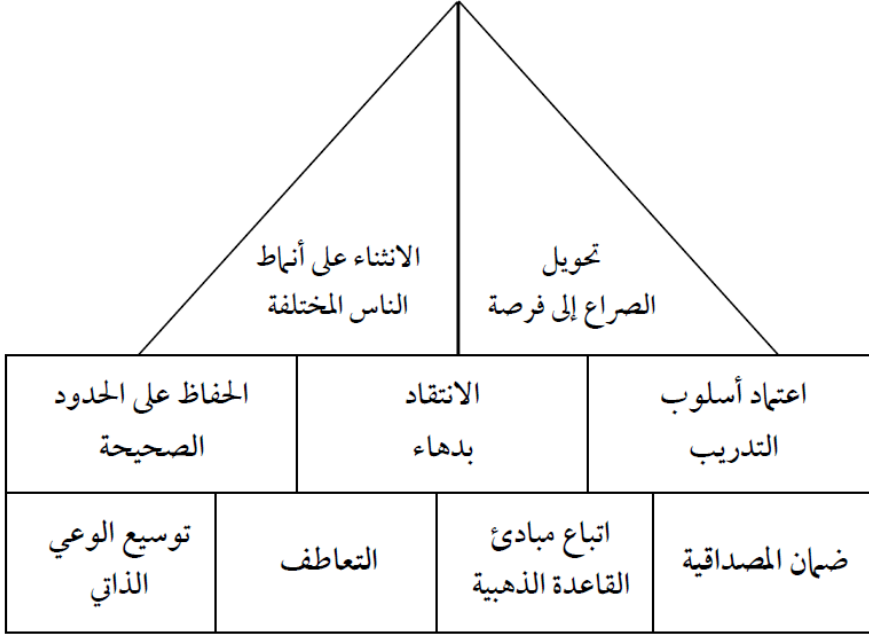 تحويل
الصراع إلى فرصة
الانثناء على أنماط
الناس المختلفة
اعتماد أسلوب
التدريب
الانتقاد
بدهاء
الحفاظ على الحدود
الصحيحة
ضمان المصداقية
اتباع مبادئ
القاعدة الذهبية
التعاطف
توسيع الوعي
الذاتي